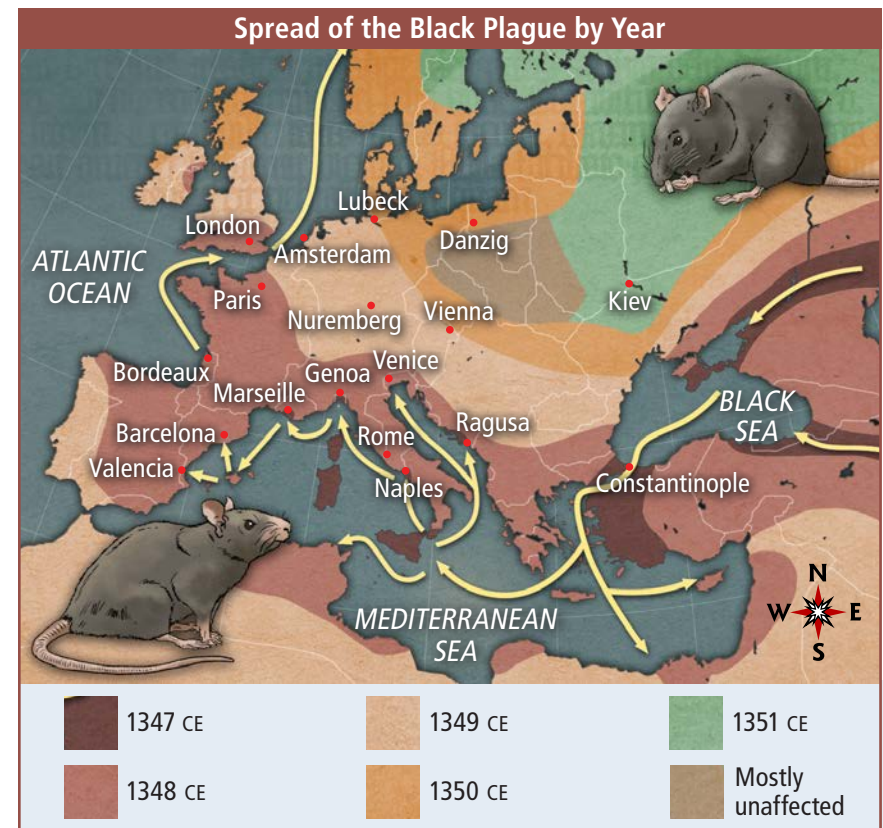 Spread of the Black Plague by Year
Lubeck
London
Danzig
Amsterdam
ATLANTIC
OCEAN
Paris
Kiev
Nuremberg
Vienna
Bordeaux
Genoa
Venice
Marseille
BLACK
SEA
Barcelona
Rome
Ragusa
Valencia
Naples
Constantinople
MEDITERRANEAN
SEA
N
W
E
S
1347 CE
1349 CE
1351 CE
1348 CE
1350 CE
Mostly
unaffected